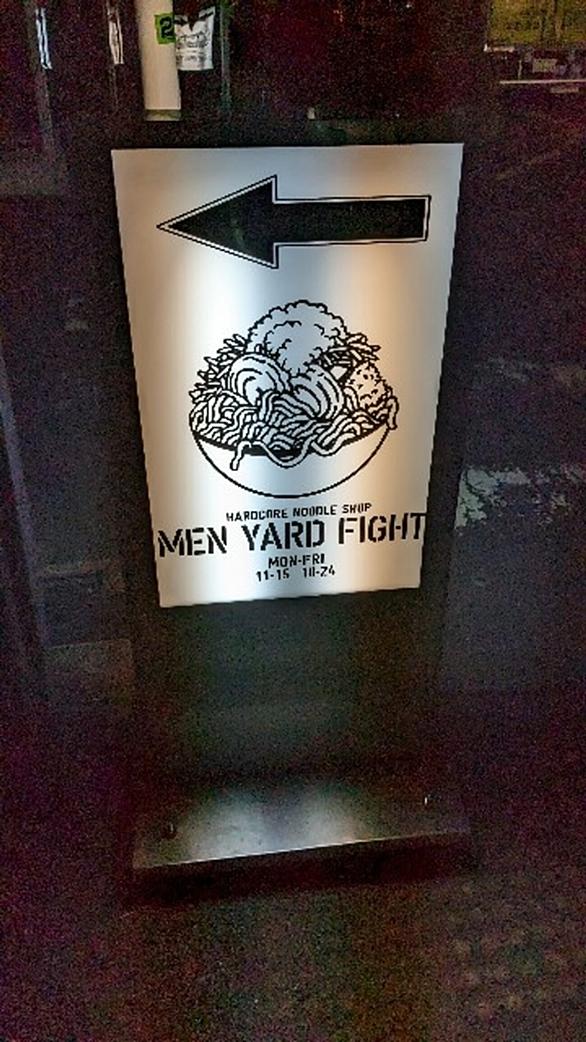 HARDCORE NOODLE SHOP
MEN YARD FIGHT
MON-FRI
11-15 18-24